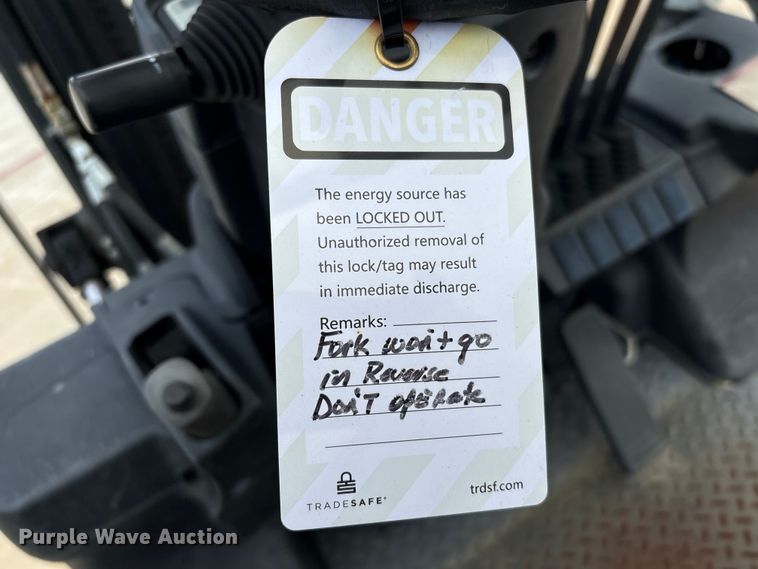 DANGER
The energy source has
been LOCKED OUT.
Unauthorized removal of
this lock/tag may result
in immediate discharge.
Remarks:
Fork won't go
in Reverse
Don't operate
TRADESAFE®
trdsf.com
Purple Wave Auction